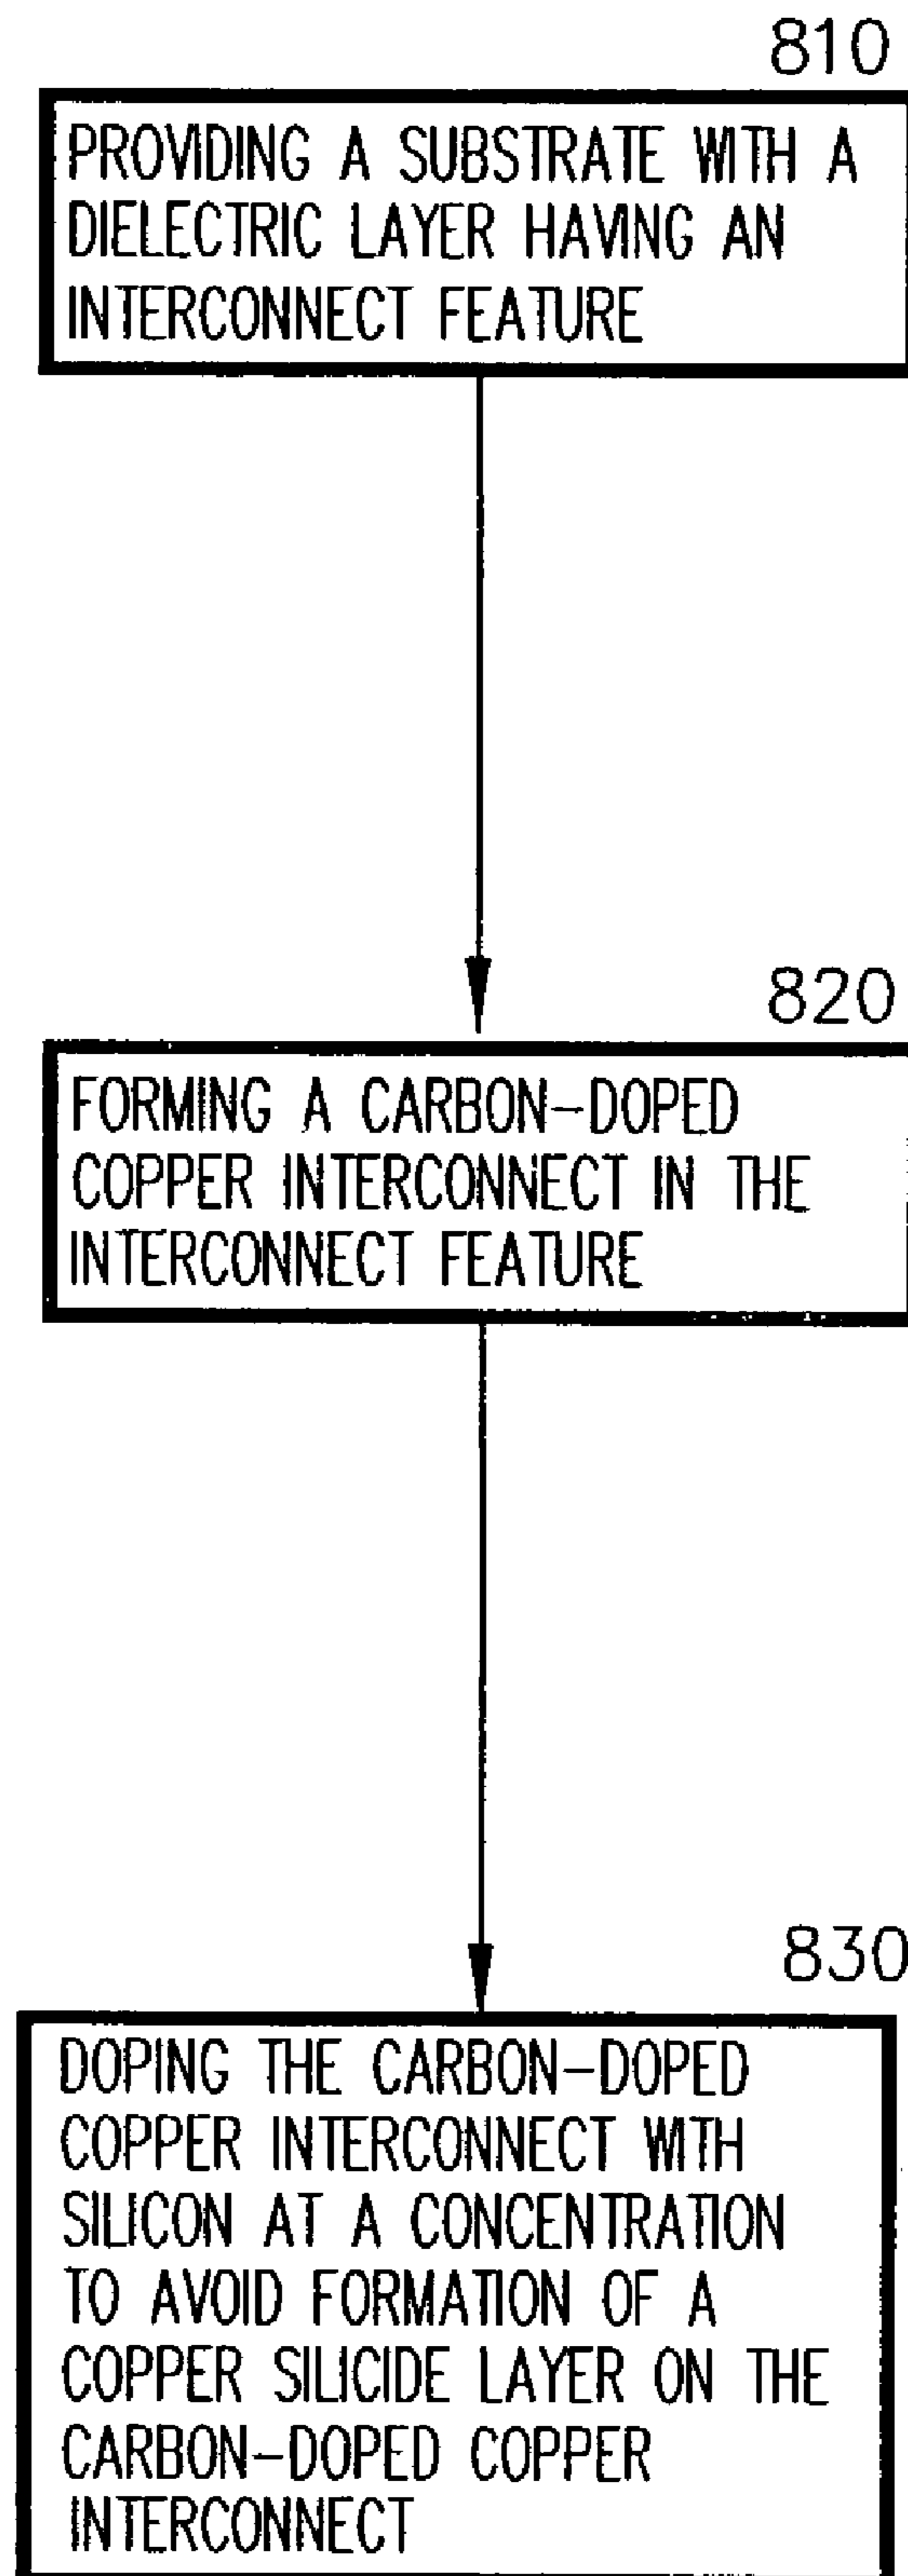 810
PROVIDING A SUBSTRATE WITH A
DIELECTRIC LAYER HAVING AN
INTERCONNECT FEATURE
820
FORMING A CARBON-DOPED
COPPER INTERCONNECT IN THE
INTERCONNECT FEATURE
830
DOPING THE CARBON-DOPED
COPPER INTERCONNECT WITH
SILICON AT A CONCENTRATION
TO AVOID FORMATION OF A
COPPER SILICIDE LAYER ON THE
CARBON-DOPED COPPER
INTERCONNECT